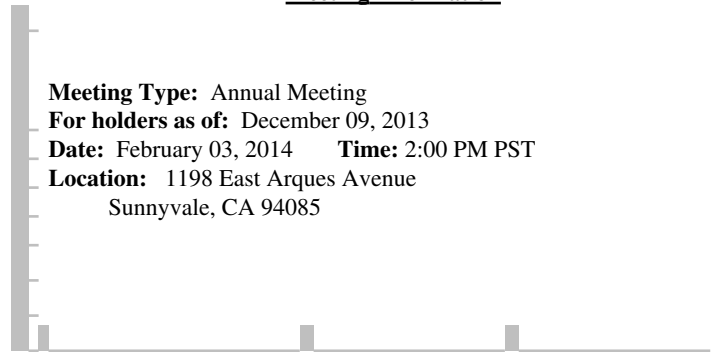 Meeting Type: Annual Meeting
For holders as of: December 09, 2013
Date: February 03, 2014 Time: 2:00 PM PST
Location: 1198 East Arques Avenue
Sunnyvale, CA 94085